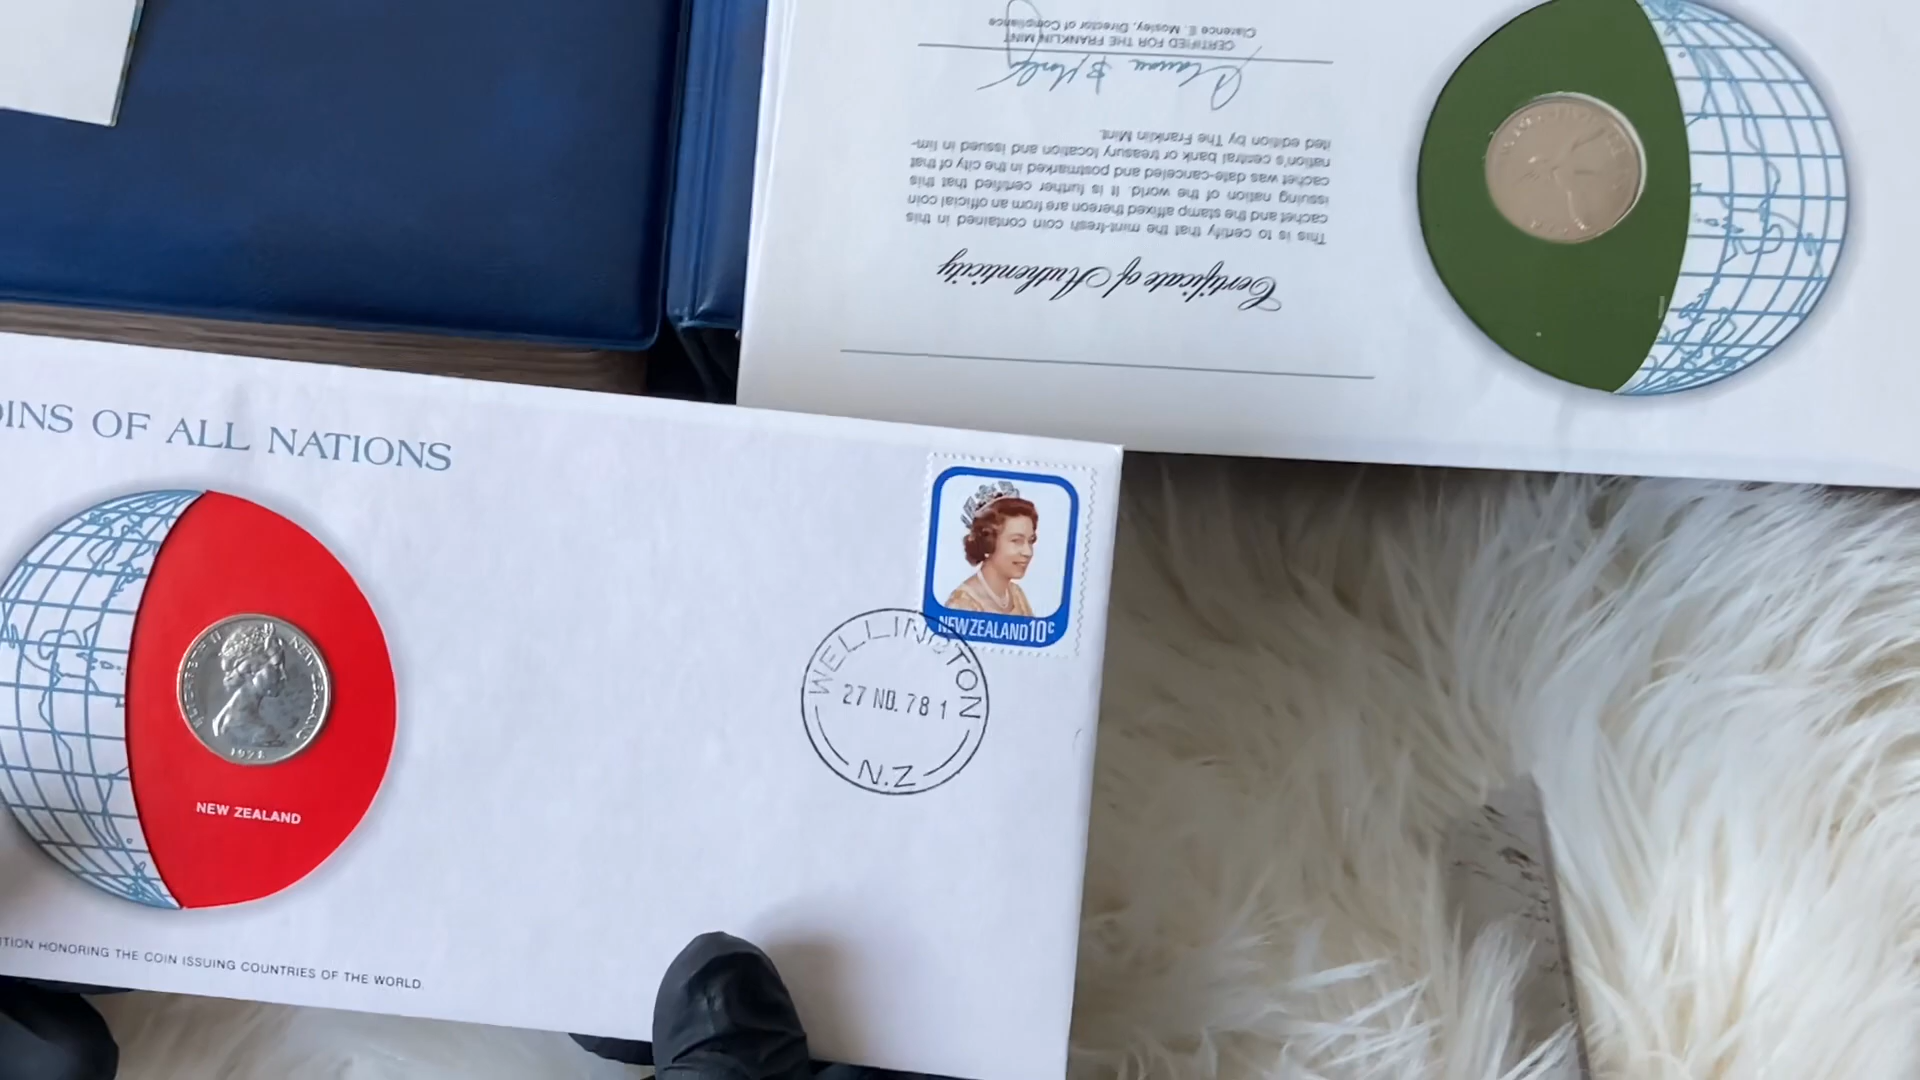 Certificate of Authenticity
This is to certify that the mint-fresh coin contained in this
cachet and the stamp affixed thereon are from an official coin
issuing nation of the world. It is further certified that this
cachet was date-canceled and postmarked in the city of that
nation's central bank or treasury location and issued in lim-
ited edition by The Franklin Mint.
CERTIFIED FOR THE FRANKLIN MINT
Clarence E. Mosley, Director of Compliance
OINS OF ALL NATIONS
NEW ZEALAND 10c
WELLINGTON
27 NO. 78 1
N.Z
ELIZABETH II NEW ZEALAND
1978
NEW ZEALAND
ITION HONORING THE COIN ISSUING COUNTRIES OF THE WORLD.